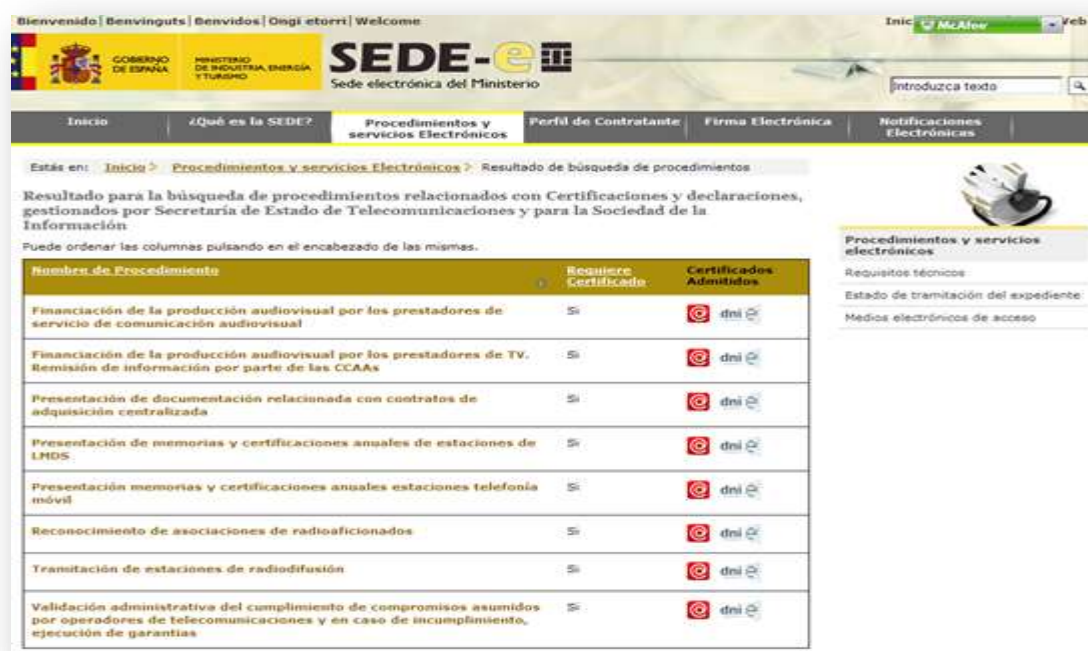 Bienvenido| Benvinguts| Benvidos| Ongi etorri| Welcome
Inic McAfee Web
GOBIERNO DE ESPAÑA
MINISTERIO DE INDUSTRIA, ENERGÍA Y TURISMO
SEDE-e
Sede electrónica del Ministerio
Introduzca texto
Inicio
¿Qué es la SEDE?
Procedimientos y servicios Electrónicos
Perfil de Contratante
Firma Electrónica
Notificaciones Electrónicas
Estás en: Inicio > Procedimientos y servicios Electrónicos > Resultado de búsqueda de procedimientos
Resultado para la búsqueda de procedimientos relacionados con Certificaciones y declaraciones,
gestionados por Secretaría de Estado de Telecomunicaciones y para la Sociedad de la
Información
Puede ordenar las columnas pulsando en el encabezado de las mismas.
Nombre de Procedimiento
Requiere Certificado
Certificados Admitidos
Financiación de la producción audiovisual por los prestadores de
servicio de comunicación audiovisual
Si
dni e
Financiación de la producción audiovisual por los prestadores de TV.
Remisión de información por parte de las CCAAs
Si
dni e
Presentación de documentación relacionada con contratos de
adquisición centralizada
Si
dni e
Presentación de memorias y certificaciones anuales de estaciones de
LMDS
Si
dni e
Presentación memorias y certificaciones anuales estaciones telefonía
móvil
Si
dni e
Reconocimiento de asociaciones de radioaficionados
Si
dni e
Tramitación de estaciones de radiodifusión
Si
dni e
Validación administrativa del cumplimiento de compromisos asumidos
por operadores de telecomunicaciones y en caso de incumplimiento,
ejecución de garantías
Si
dni e
Procedimientos y servicios
electrónicos
Requisitos técnicos
Estado de tramitación del expediente
Medios electrónicos de acceso